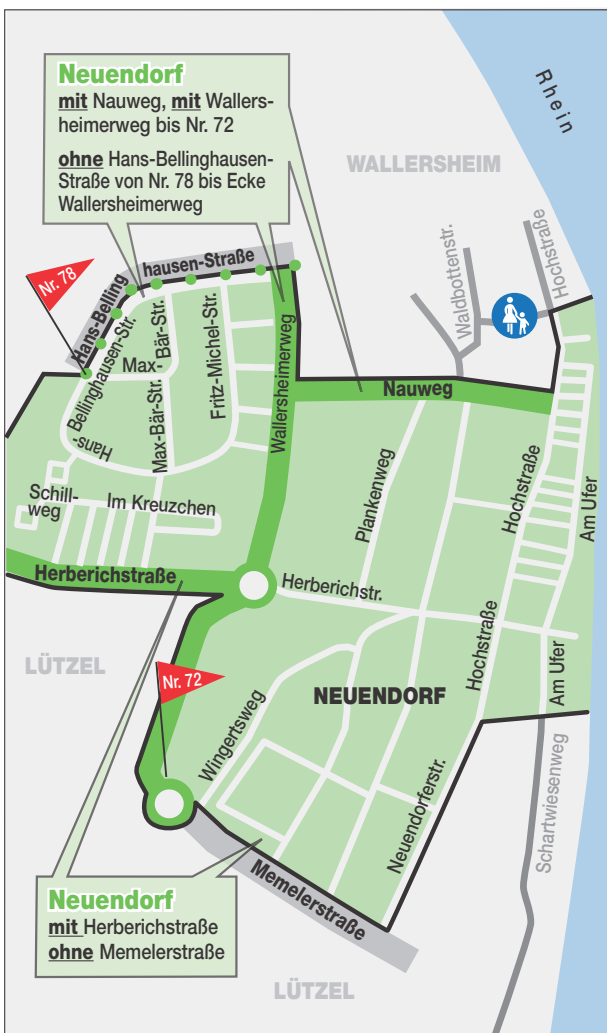 Neuendorf
mit Nauweg, mit Wallers-
heimerweg bis Nr. 72
ohne Hans-Bellinghausen-
Straße von Nr. 78 bis Ecke
Wallersheimerweg
Rhein
WALLERSHEIM
Waldbottenstr.
Hochstraße
Nr. 78
Hans-Belling
hausen-Straße
Hans-
Bellinghausen-Str.
Max-
Bär-Str.
Max-Bär-Str.
Fritz-Michel-Str.
Wallersheimerweg
Nauweg
Plankenweg
Hochstraße
Am Ufer
Schill-
weg
Im Kreuzchen
Herberichstraße
Herberichstr.
LÜTZEL
Nr. 72
Wingertsweg
NEUENDORF
Hochstraße
Am Ufer
Neuendorferstr.
Schartwiesenweg
Memelerstraße
Neuendorf
mit Herberichstraße
ohne Memelerstraße
LÜTZEL